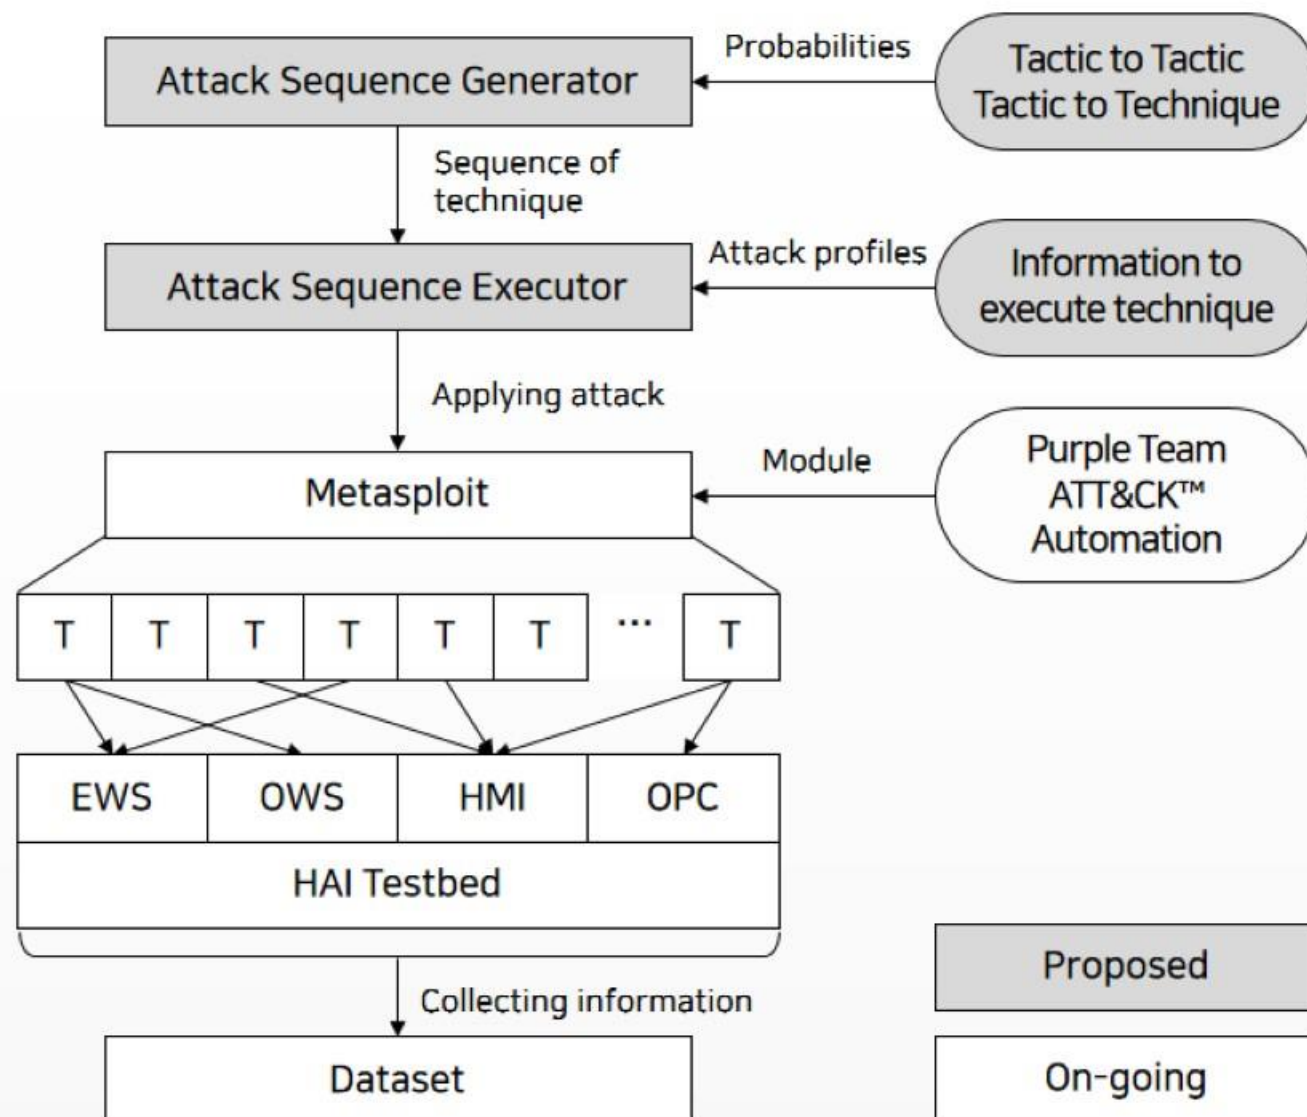 Attack Sequence Generator
Probabilities
Tactic to Tactic
Tactic to Technique
Sequence of
technique
Attack Sequence Executor
Attack profiles
Information to
execute technique
Applying attack
Metasploit
Module
Purple Team
ATT&CK™
Automation
T T T T T T ... T
EWS OWS HMI OPC
HAI Testbed
Collecting information
Dataset
Proposed
On-going